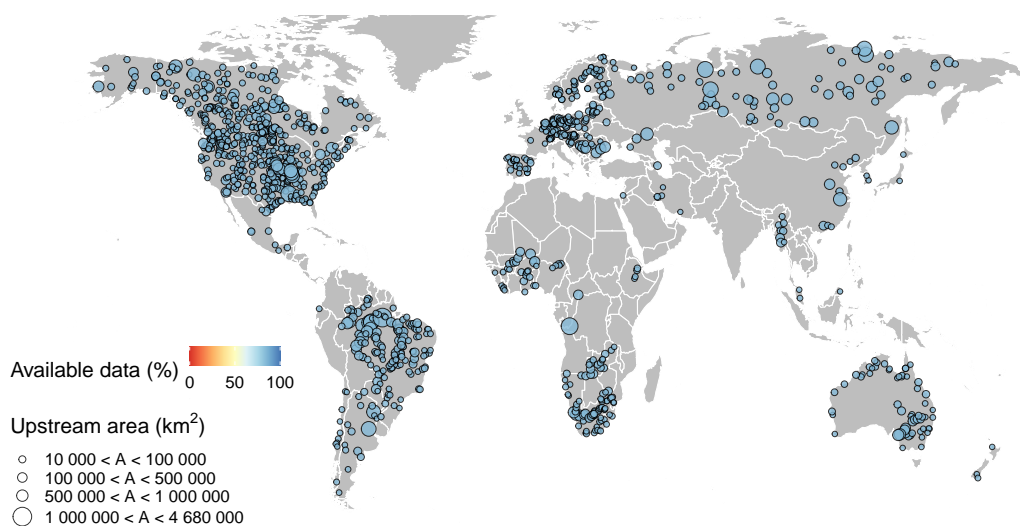 Available data (%)
0 50 100
Upstream area (km²)
10 000 < A < 100 000
100 000 < A < 500 000
500 000 < A < 1 000 000
1 000 000 < A < 4 680 000